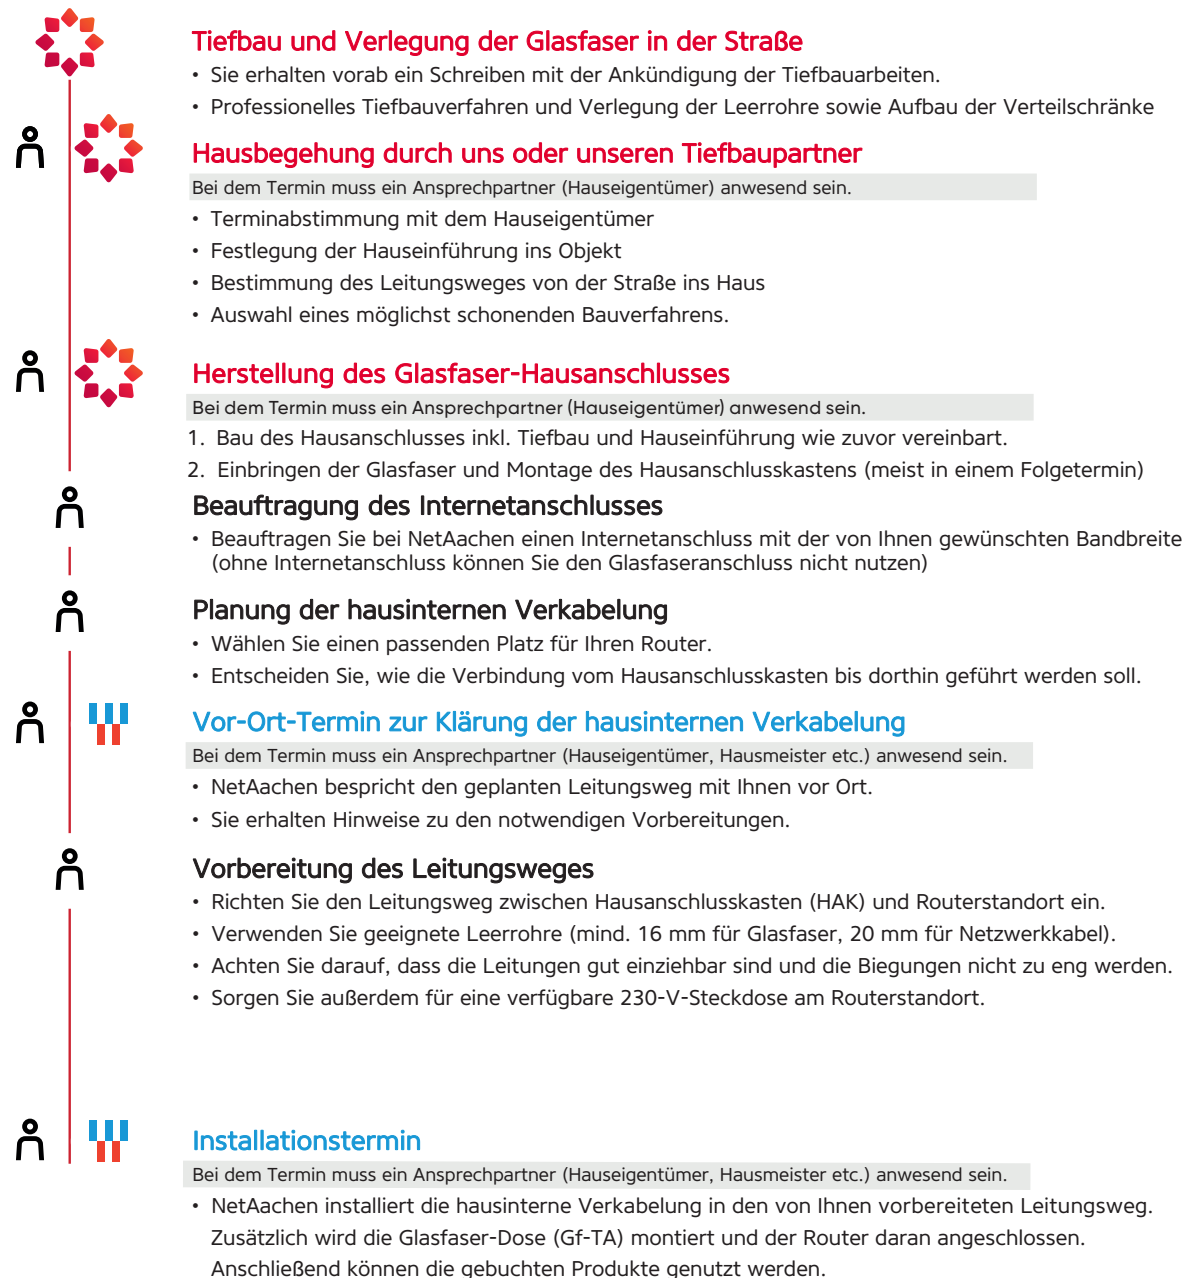 Tiefbau und Verlegung der Glasfaser in der Straße
• Sie erhalten vorab ein Schreiben mit der Ankündigung der Tiefbauarbeiten.
• Professionelles Tiefbauverfahren und Verlegung der Leerrohre sowie Aufbau der Verteilschränke
Hausbegehung durch uns oder unseren Tiefbaupartner
Bei dem Termin muss ein Ansprechpartner (Hauseigentümer) anwesend sein.
• Terminabstimmung mit dem Hauseigentümer
• Festlegung der Hauseinführung ins Objekt
• Bestimmung des Leitungsweges von der Straße ins Haus
• Auswahl eines möglichst schonenden Bauverfahrens.
Herstellung des Glasfaser-Hausanschlusses
Bei dem Termin muss ein Ansprechpartner (Hauseigentümer) anwesend sein.
1. Bau des Hausanschlusses inkl. Tiefbau und Hauseinführung wie zuvor vereinbart.
2. Einbringen der Glasfaser und Montage des Hausanschlusskastens (meist in einem Folgetermin)
Beauftragung des Internetanschlusses
• Beauftragen Sie bei NetAachen einen Internetanschluss mit der von Ihnen gewünschten Bandbreite
(ohne Internetanschluss können Sie den Glasfaseranschluss nicht nutzen)
Planung der hausinternen Verkabelung
• Wählen Sie einen passenden Platz für Ihren Router.
• Entscheiden Sie, wie die Verbindung vom Hausanschlusskasten bis dorthin geführt werden soll.
Vor-Ort-Termin zur Klärung der hausinternen Verkabelung
Bei dem Termin muss ein Ansprechpartner (Hauseigentümer, Hausmeister etc.) anwesend sein.
• NetAachen bespricht den geplanten Leitungsweg mit Ihnen vor Ort.
• Sie erhalten Hinweise zu den notwendigen Vorbereitungen.
Vorbereitung des Leitungsweges
• Richten Sie den Leitungsweg zwischen Hausanschlusskasten (HAK) und Routerstandort ein.
• Verwenden Sie geeignete Leerrohre (mind. 16 mm für Glasfaser, 20 mm für Netzwerkkabel).
• Achten Sie darauf, dass die Leitungen gut einziehbar sind und die Biegungen nicht zu eng werden.
• Sorgen Sie außerdem für eine verfügbare 230-V-Steckdose am Routerstandort.
Installationstermin
Bei dem Termin muss ein Ansprechpartner (Hauseigentümer, Hausmeister etc.) anwesend sein.
• NetAachen installiert die hausinterne Verkabelung in den von Ihnen vorbereiteten Leitungsweg.
Zusätzlich wird die Glasfaser-Dose (Gf-TA) montiert und der Router daran angeschlossen.
Anschließend können die gebuchten Produkte genutzt werden.